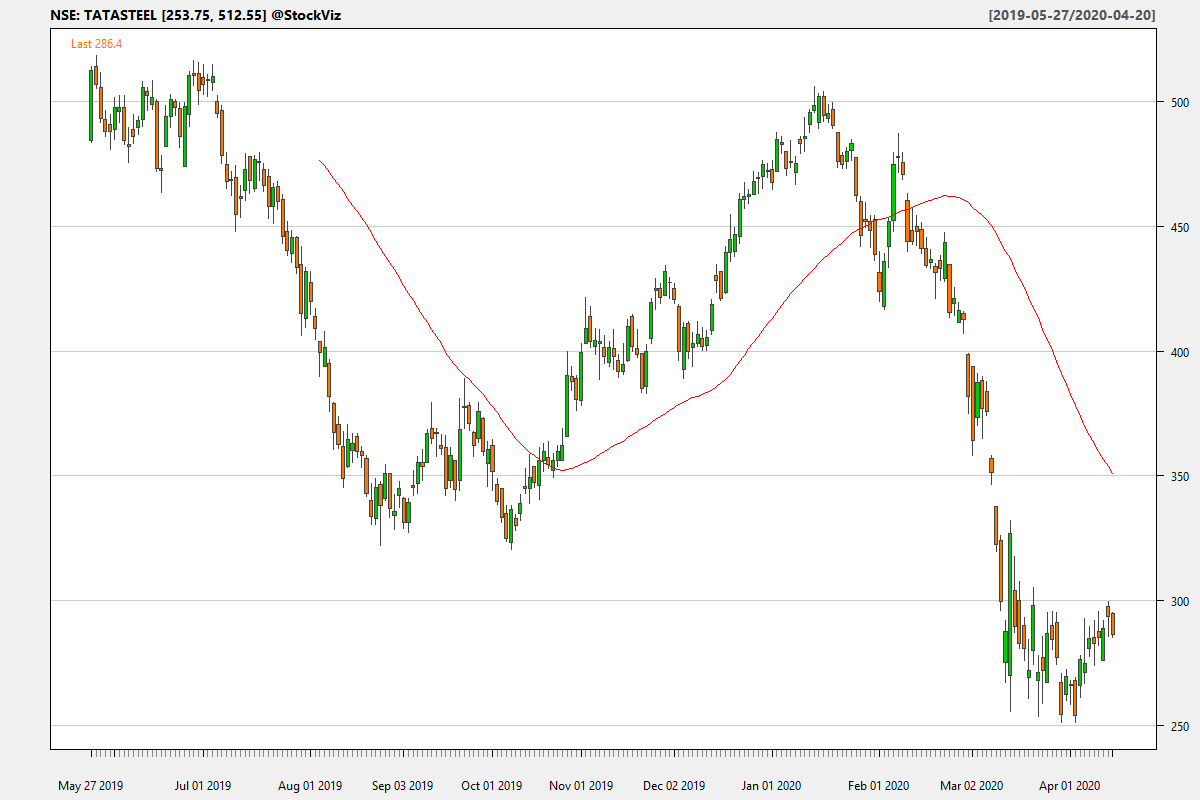 NSE: TATASTEEL [253.75, 512.55] @StockViz
[2019-05-27/2020-04-20]
Last 286.4
500
450
400
350
300
250
May 27 2019
Jul 01 2019
Aug 01 2019
Sep 03 2019
Oct 01 2019
Nov 01 2019
Dec 02 2019
Jan 01 2020
Feb 01 2020
Mar 02 2020
Apr 01 2020